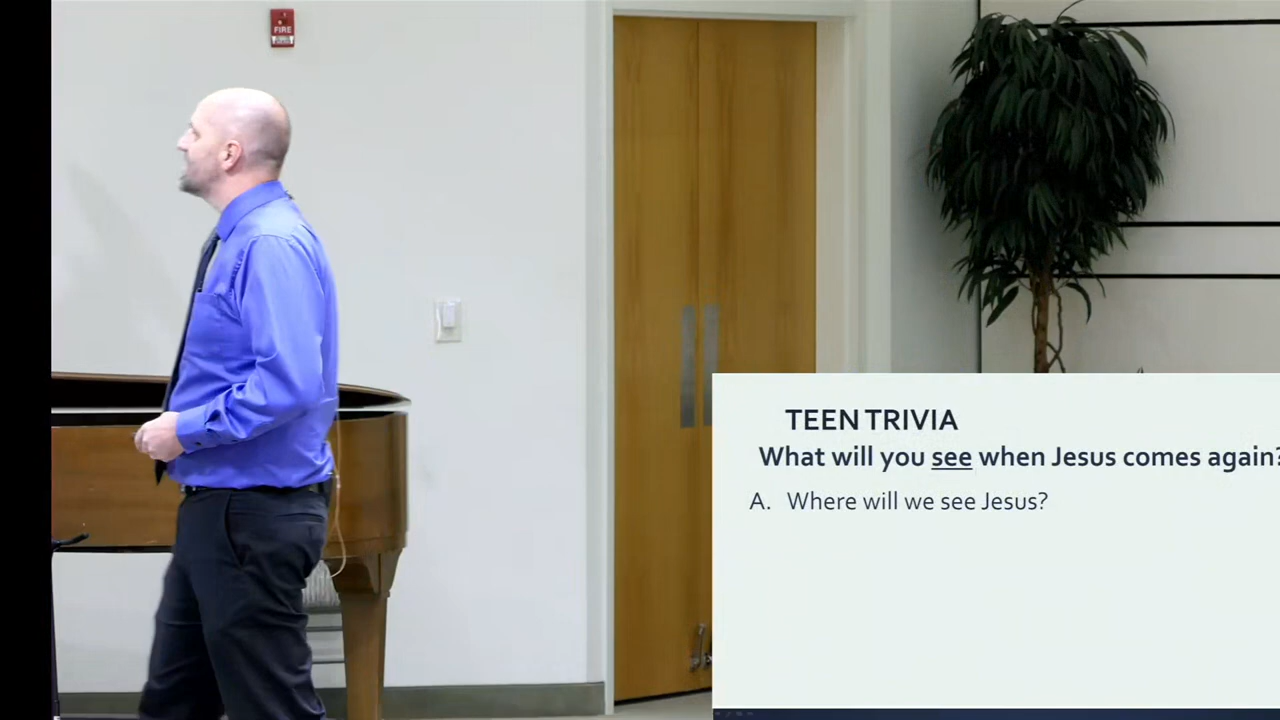 FIRE
TEEN TRIVIA
What will you see when Jesus comes again?
A. Where will we see Jesus?